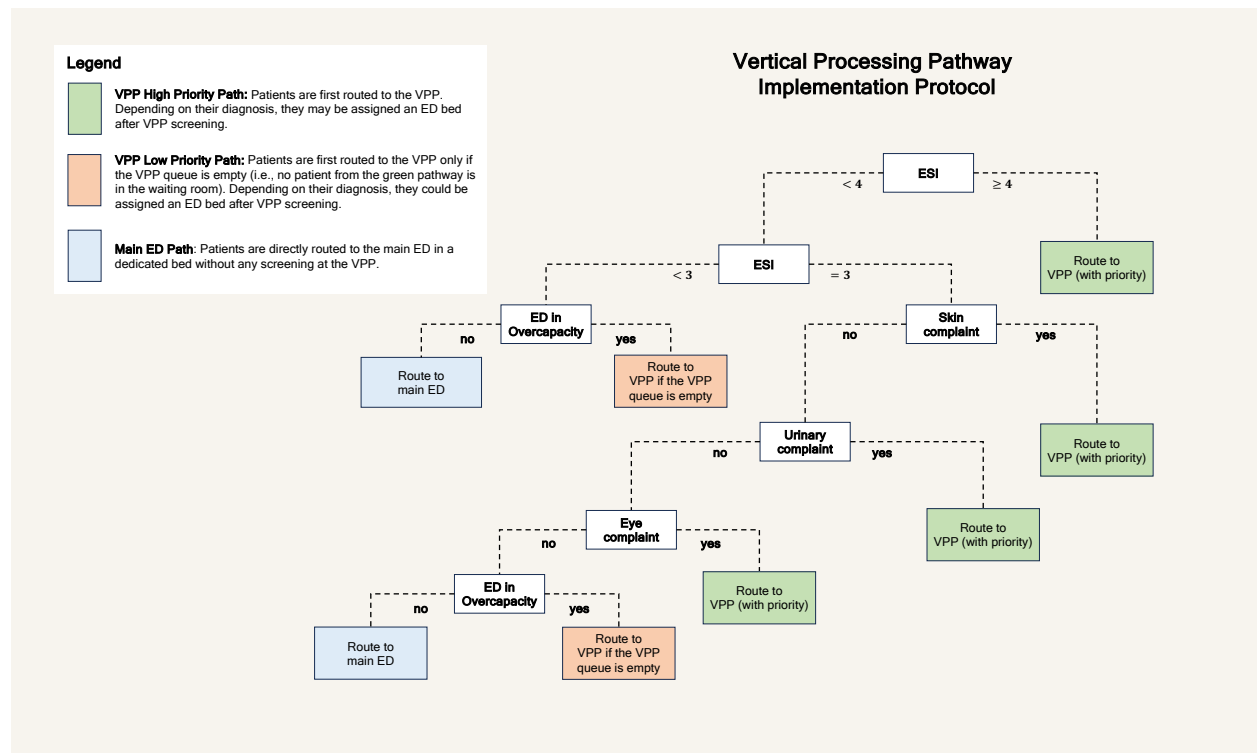 Vertical Processing Pathway
Implementation Protocol
Legend
VPP High Priority Path: Patients are first routed to the VPP.
Depending on their diagnosis, they may be assigned an ED bed
after VPP screening.
VPP Low Priority Path: Patients are first routed to the VPP only if
the VPP queue is empty (i.e., no patient from the green pathway is
in the waiting room). Depending on their diagnosis, they could be
assigned an ED bed after VPP screening.
Main ED Path: Patients are directly routed to the main ED in a
dedicated bed without any screening at the VPP.
ESI
< 4
≥ 4
ESI
< 3
= 3
Route to
VPP (with priority)
ED in
Overcapacity
no
yes
Skin
complaint
no
yes
Route to
main ED
Route to
VPP if the VPP
queue is empty
Urinary
complaint
no
yes
Route to
VPP (with priority)
Eye
complaint
no
yes
Route to
VPP (with priority)
ED in
Overcapacity
no
yes
Route to
VPP (with priority)
Route to
main ED
Route to
VPP if the VPP
queue is empty